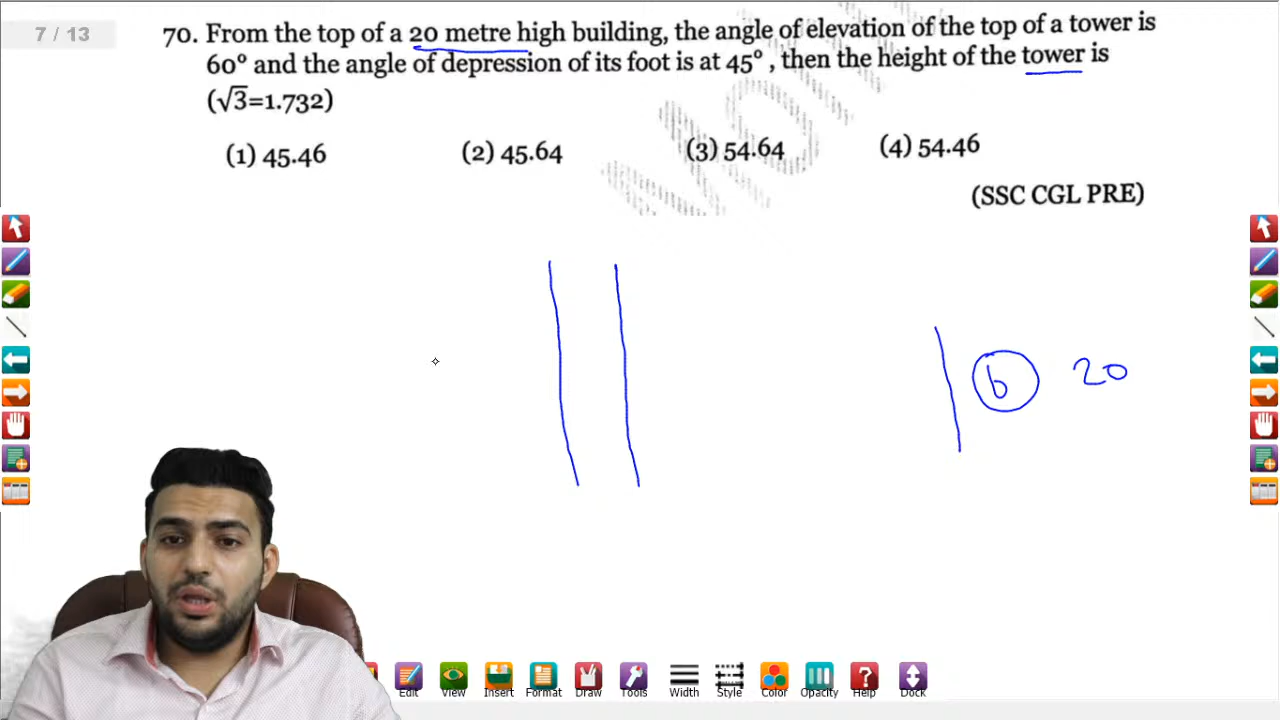 7 / 13
70. From the top of a 20 metre high building, the angle of elevation of the top of a tower is
60° and the angle of depression of its foot is at 45° , then the height of the tower is
(√3=1.732)
(1) 45.46 (2) 45.64 (3) 54.64 (4) 54.46
(SSC CGL PRE)
b 20
Edit View Insert Format Draw Tools Width Style Color Opacity Help Dock